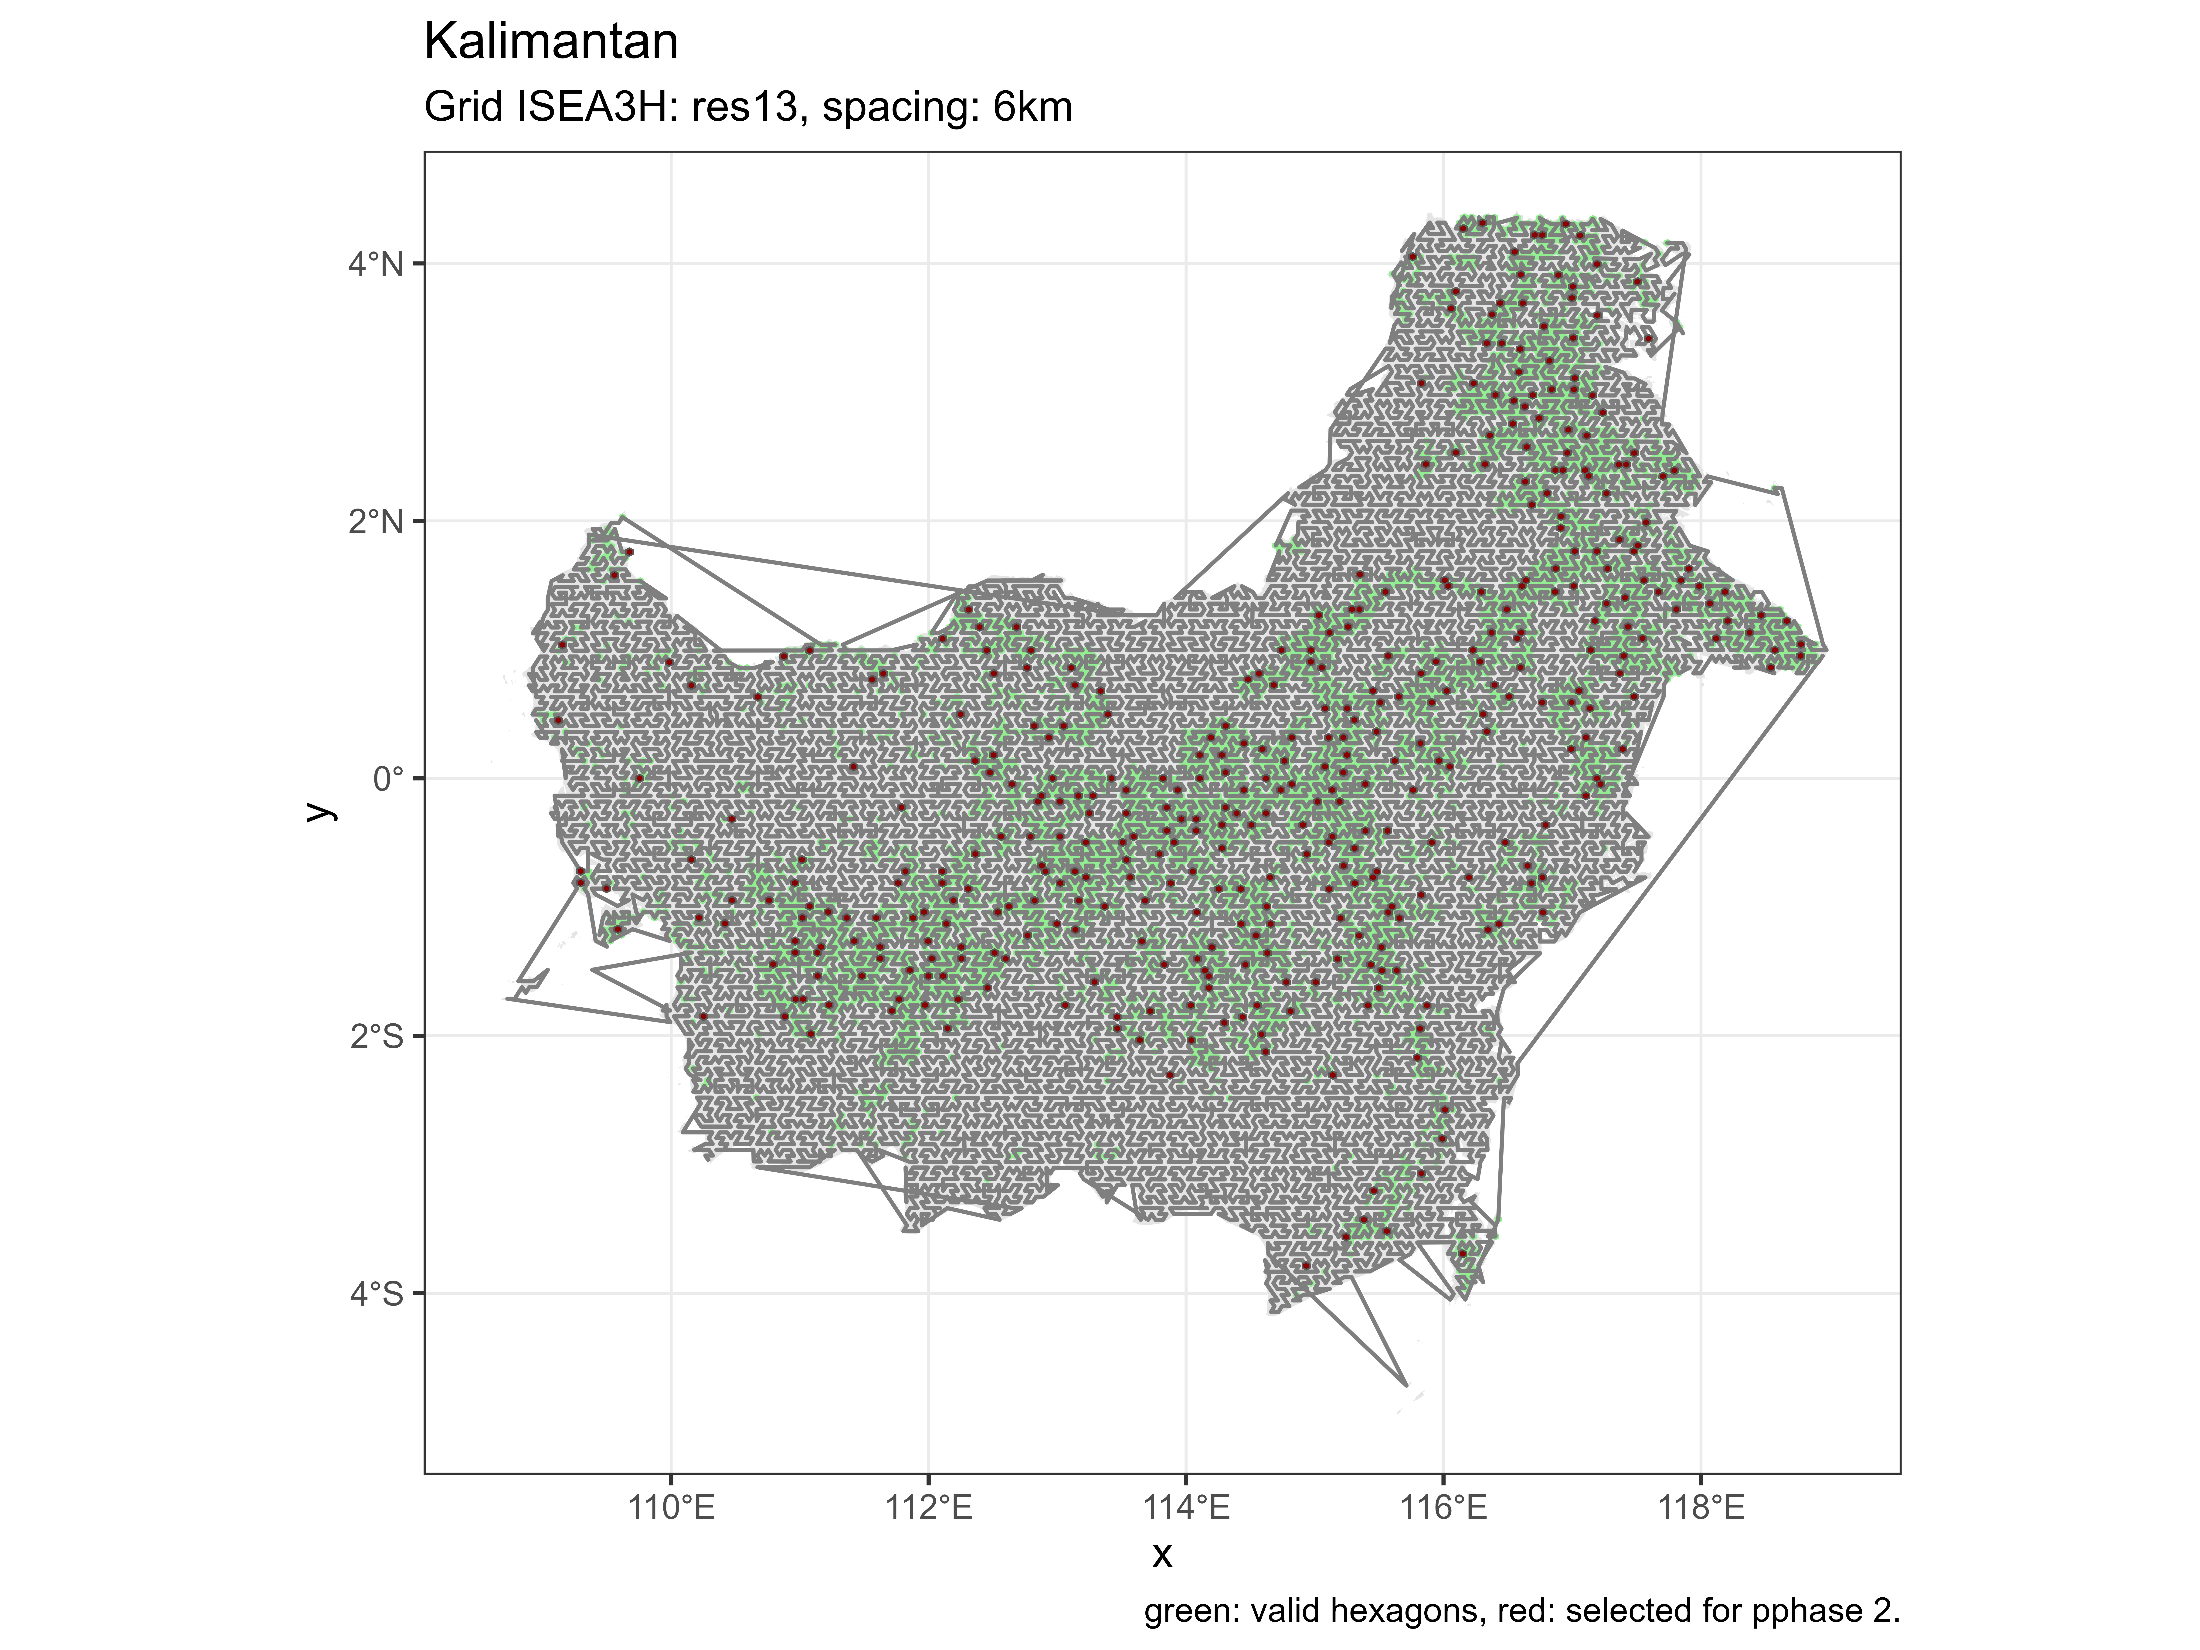 Kalimantan
Grid ISEA3H: res13, spacing: 6km
4°N
2°N
0°
2°S
4°S
y
110°E
112°E
114°E
116°E
118°E
x
green: valid hexagons, red: selected for pphase 2.